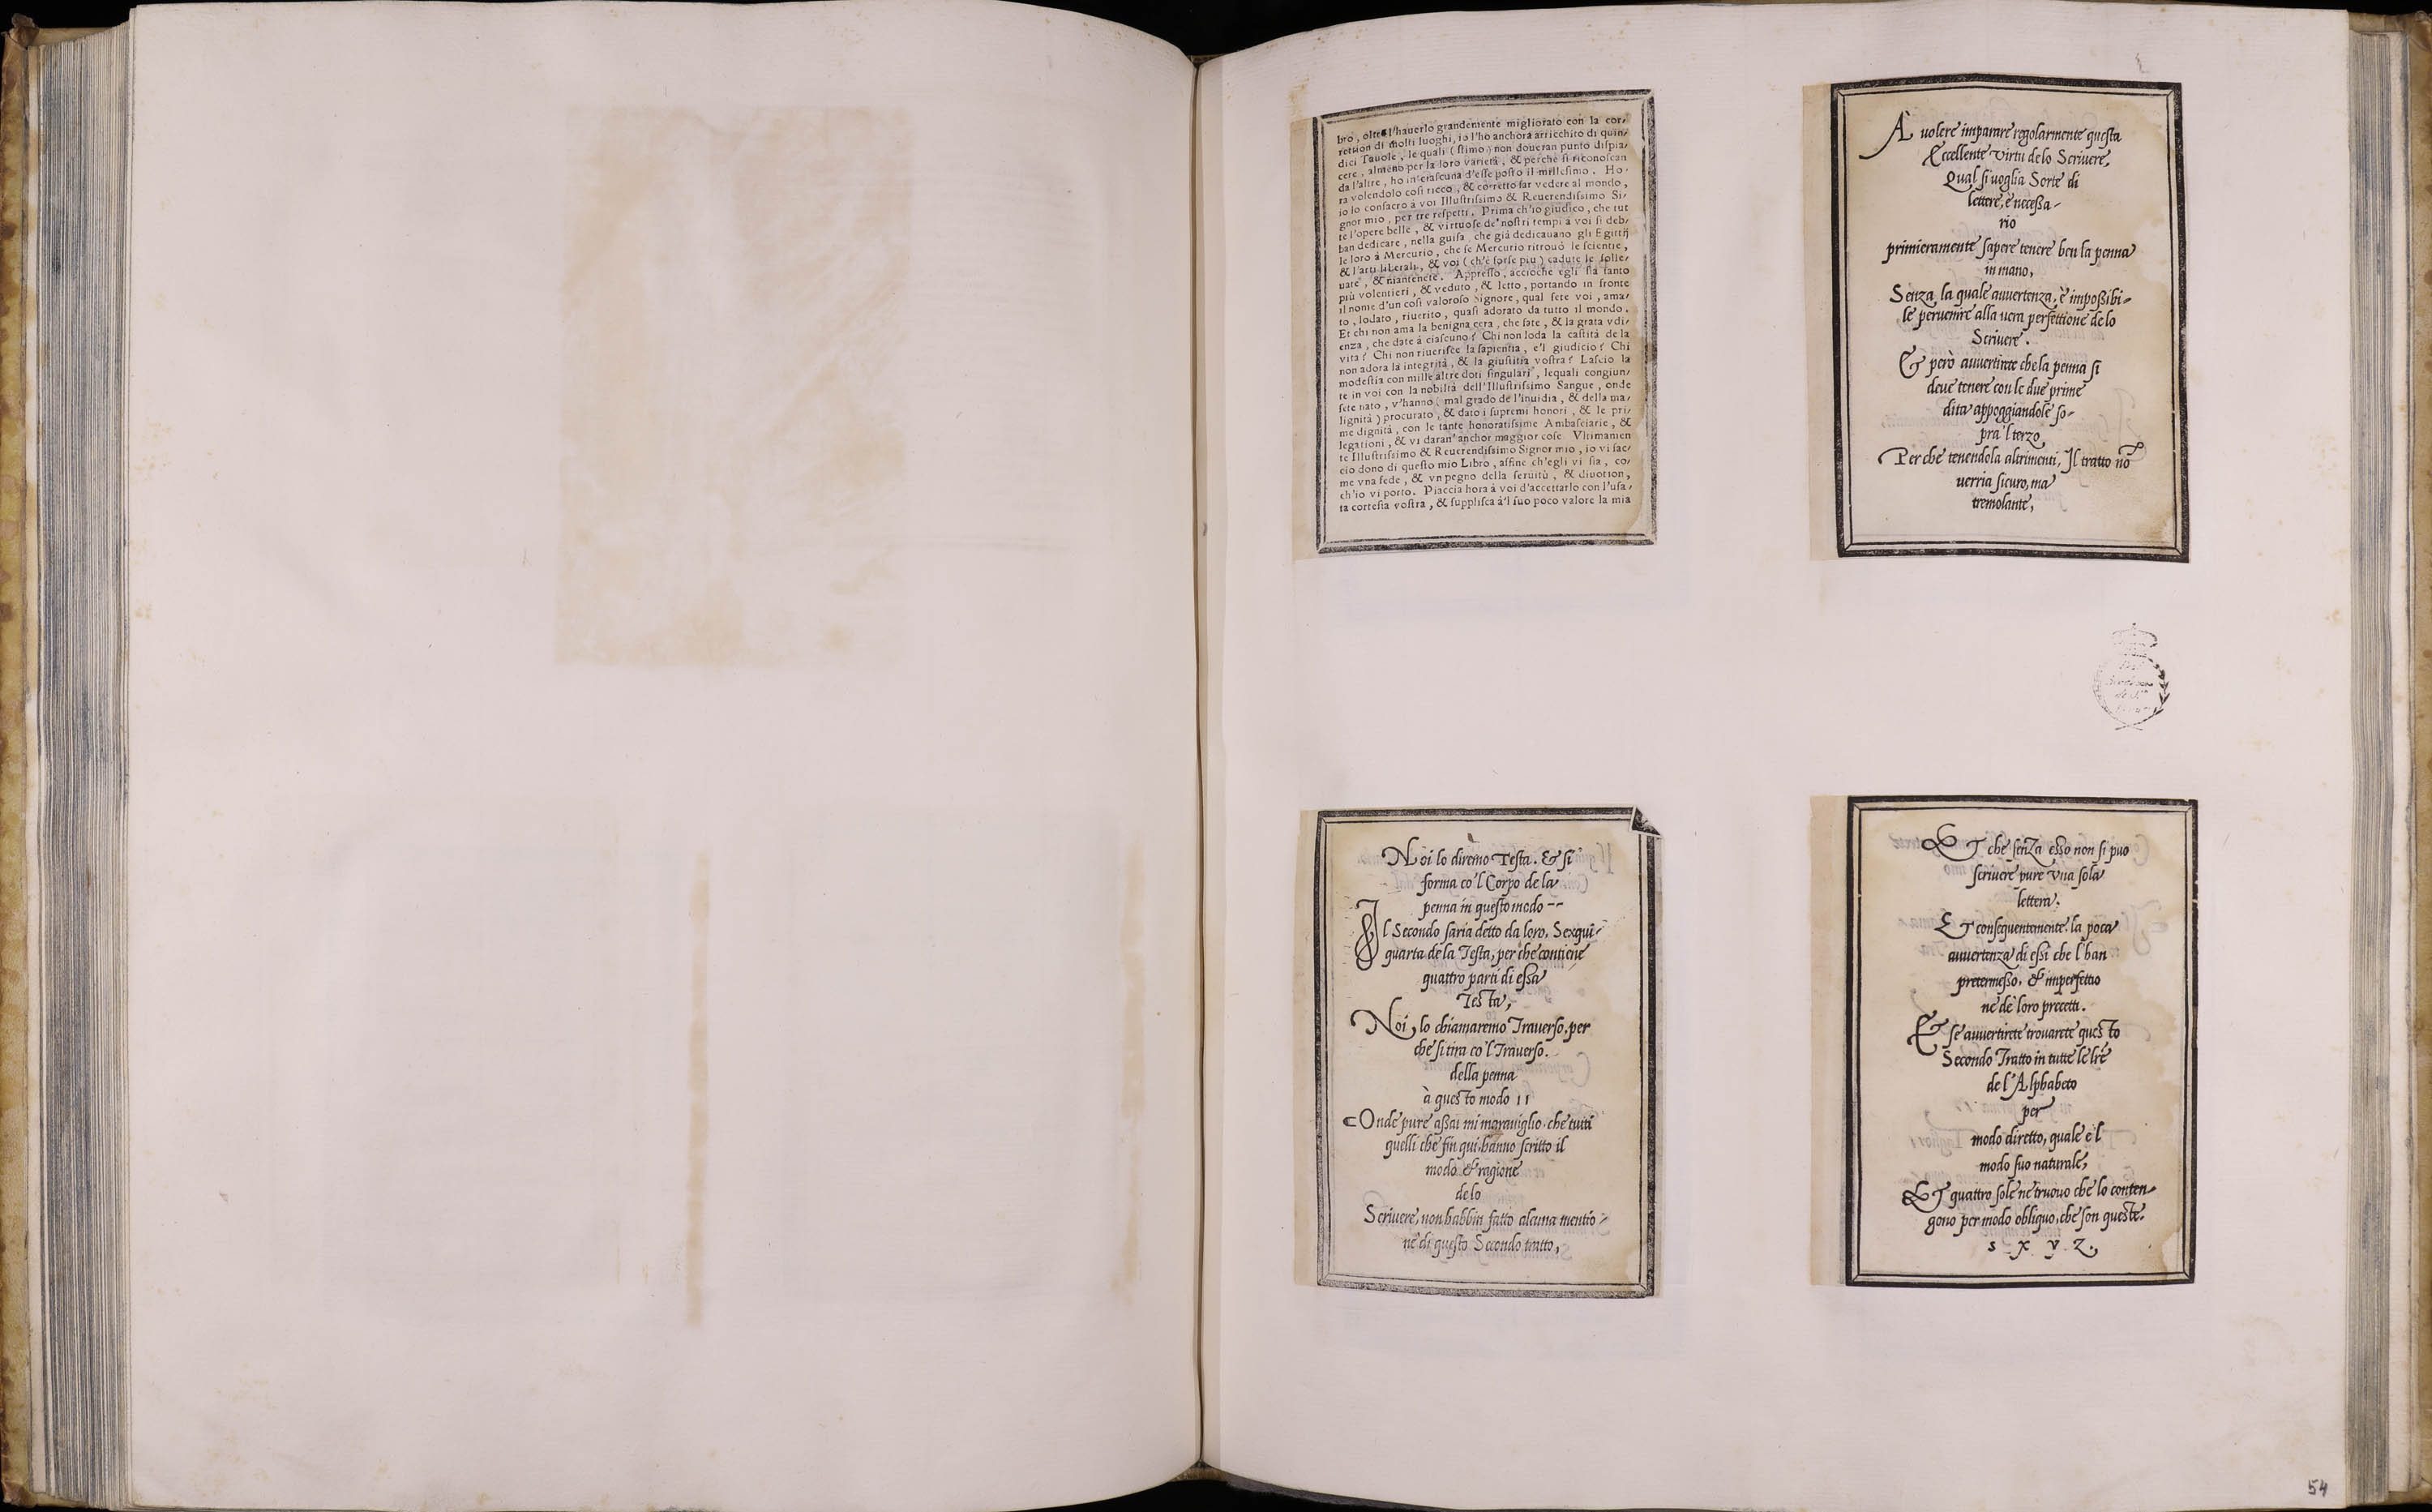 bro, oltre l'hauerlo grandemente migliorato con la cor-
rettion di molti luoghi, io l'ho anchora arricchito di quin-
dici Tauole, le quali (stimo) non doueran punto dispia-
cere, almeno per la loro varietà, & perche si riconoscan
da l'altre, ho in ciascuna d'esse posto il millesimo. Ho-
ra volendolo cosi ricco, & corretto far vedere al mondo,
io lo consacro à voi Illustrissimo & Reuerendissimo Si-
gnor mio, per tre respetti. Prima ch'io giudico, che tut
te l'opere belle, & virtuose de' nostri tempi à voi si deb-
ban dedicare, nella guisa, che già dedicauano gli Egittij
le loro à Mercurio, che se Mercurio ritrouò le scientie,
& l'arti liberali, & voi (ch'è forse piu) cadute le solle-
uate, & mantenete. Appresso, accioche egli sia tanto
più volentieri, & veduto, & letto, portando in fronte
il nome d'un cosi valoroso Signore, qual sete voi, ama-
to, lodato, riuerito, quasi adorato da tutto il mondo.
Et chi non ama la benigna cera, che fate, & la grata vdi-
enza, che date à ciascuno? Chi non loda la castità de la
vita? Chi non riuerisce la sapientia, e'l giudicio? Chi
non adora la integrità, & la giustitia vostra? Lascio la
modestia con mille altre doti singulari, lequali congiun-
te in voi con la nobiltà dell'Illustrissimo Sangue, onde
sete nato, v'hanno (mal grado de l'inuidia, & della ma-
lignità) procurato, & dato i supremi honori, & le pri-
me dignità, con le tante honoratissime Ambasciarie, &
legationi, & vi daran' anchor maggior cose. Vltimamen
te Illustrissimo & Reuerendissimo Signor mio, io vi fac-
cio dono di questo mio Libro, affine ch'egli vi sia, co-
me vna fede, & vn pegno della seruitù, & diuotion,
ch'io vi porto. Piaccia hora à voi d'accettarlo con l'usa-
ta cortesia vostra, & supplisca à'l suo poco valore la mia
À volere imparare regolarmente questa
Eccellente virtu de lo Scriuere,
Qual si uoglia Sorte di
lettere, è necessa-
rio
primieramente sapere tenere ben la penna
in mano,
Senza la quale auuertenza, è impossibi-
le peruenire alla uera perfettione de lo
Scriuere.
& però auuertirete che la penna si
deue tenere con le due prime
dita appoggiandole so-
pra'l terzo,
Perche tenendola altrimenti, Il tratto nõ
uerria sicuro, ma
tremolante,
Noi lo diremo Testa. & si
forma co'l Corpo de la
penna in questo modo --
Il Secondo saria detto da loro, Sexqui-
quarta de la Testa, perche contiene
quattro parti di essa
Testa,
Noi, lo chiamaremo Trauerso, per
che si tira co'l Trauerso.
della penna
à questo modo ıı
Onde pure assai mi marauiglio, che tutti
quelli che fin qui hanno scritto il
modo & ragione
de lo
Scriuere, non habbin fatto alcuna mentio-
ne di questo Secondo tratto,
ET che senza esso non si puo
scriuere pure vna sola
lettera.
ET conseguentemente la poca
auuertenza di essi che l'han
pretermesso, & imperfettio
ne de loro precetti.
& se auuertirete trouarete questo
Secondo Tratto in tutte le lrẽ
de l'Alphabeto
per
modo diretto, quale è l
modo suo naturale,
ET quattro sole ne truouo che lo conten-
gono per modo obliquo, che son queste.
s x y z,
54